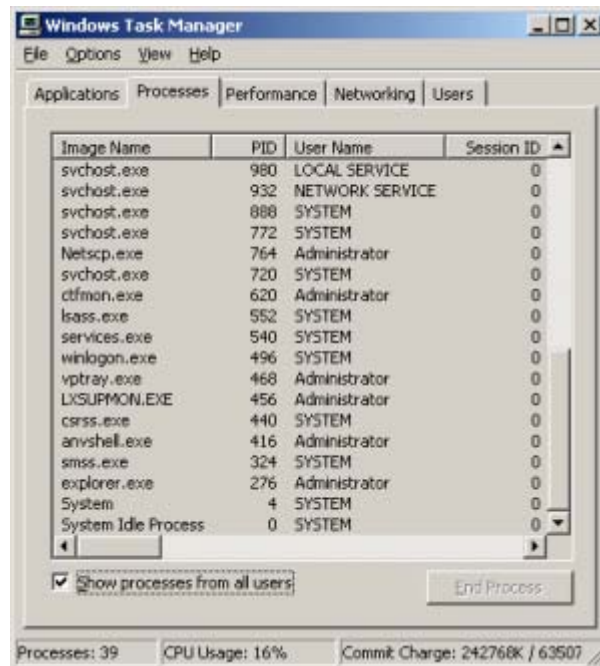 Windows Task Manager
File Options View Help
Applications Processes Performance Networking Users
Image Name PID User Name Session ID
svchost.exe 980 LOCAL SERVICE 0
svchost.exe 932 NETWORK SERVICE 0
svchost.exe 888 SYSTEM 0
svchost.exe 772 SYSTEM 0
Netscp.exe 764 Administrator 0
svchost.exe 720 SYSTEM 0
ctfmon.exe 620 Administrator 0
lsass.exe 552 SYSTEM 0
services.exe 540 SYSTEM 0
winlogon.exe 496 SYSTEM 0
vptray.exe 468 Administrator 0
LXSUPMON.EXE 456 Administrator 0
csrss.exe 440 SYSTEM 0
anvshell.exe 416 Administrator 0
smss.exe 324 SYSTEM 0
explorer.exe 276 Administrator 0
System 4 SYSTEM 0
System Idle Process 0 SYSTEM 0
Show processes from all users
End Process
Processes: 39 CPU Usage: 16% Commit Charge: 242768K / 63507